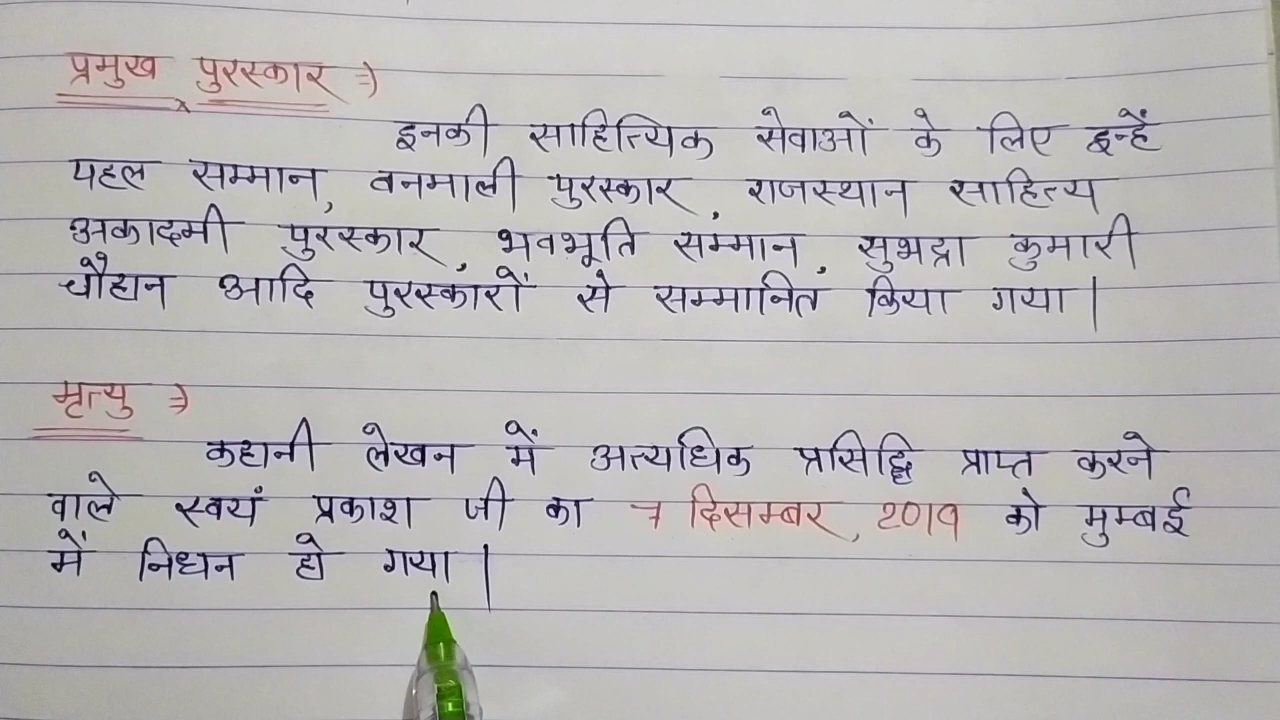 प्रमुख पुरस्कार ⇒
इनकी साहित्यिक सेवाओं के लिए इन्हें
पहल सम्मान, वनमाली पुरस्कार, राजस्थान साहित्य
अकादमी पुरस्कार, भवभूति सम्मान, सुभद्रा कुमारी
चौहान आदि पुरस्कारों से सम्मानित किया गया।
मृत्यु ⇒
कहानी लेखन में अत्यधिक प्रसिद्धि प्राप्त करने
वाले स्वयं प्रकाश जी का 7 दिसम्बर, 2019 को मुम्बई
में निधन हो गया।